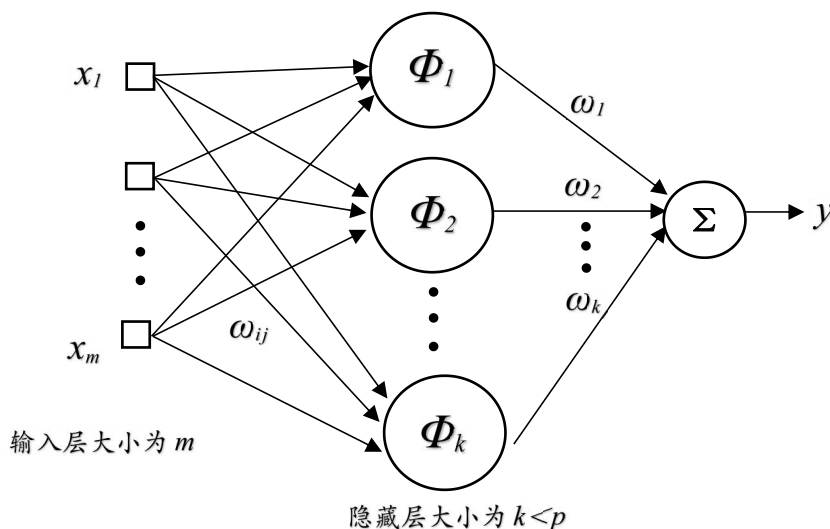 x₁
Φ₁
ω₁
Φ₂
ω₂
Σ
y
ωₖ
ωᵢⱼ
xₘ
Φₖ
输入层大小为 m
隐藏层大小为 k<p